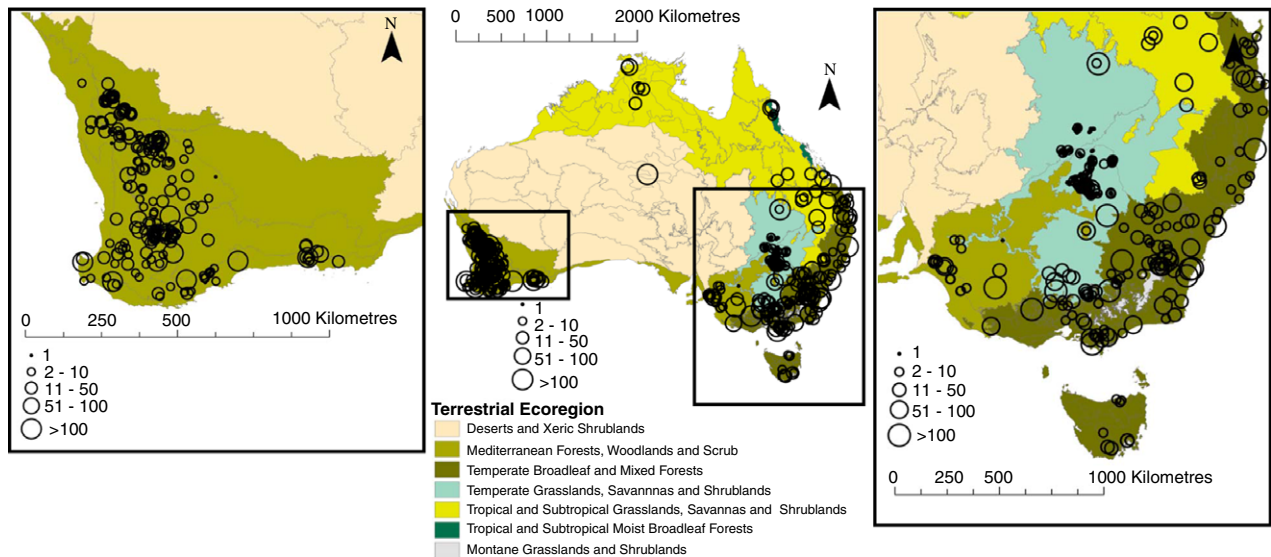 N
0 250 500 1000 Kilometres
1
2 - 10
11 - 50
51 - 100
>100
0 500 1000 2000 Kilometres
N
1
2 - 10
11 - 50
51 - 100
>100
Terrestrial Ecoregion
Deserts and Xeric Shrublands
Mediterranean Forests, Woodlands and Scrub
Temperate Broadleaf and Mixed Forests
Temperate Grasslands, Savannnas and Shrublands
Tropical and Subtropical Grasslands, Savannas and Shrublands
Tropical and Subtropical Moist Broadleaf Forests
Montane Grasslands and Shrublands
N
1
2 - 10
11 - 50
51 - 100
>100
0 250 500 1000 Kilometres